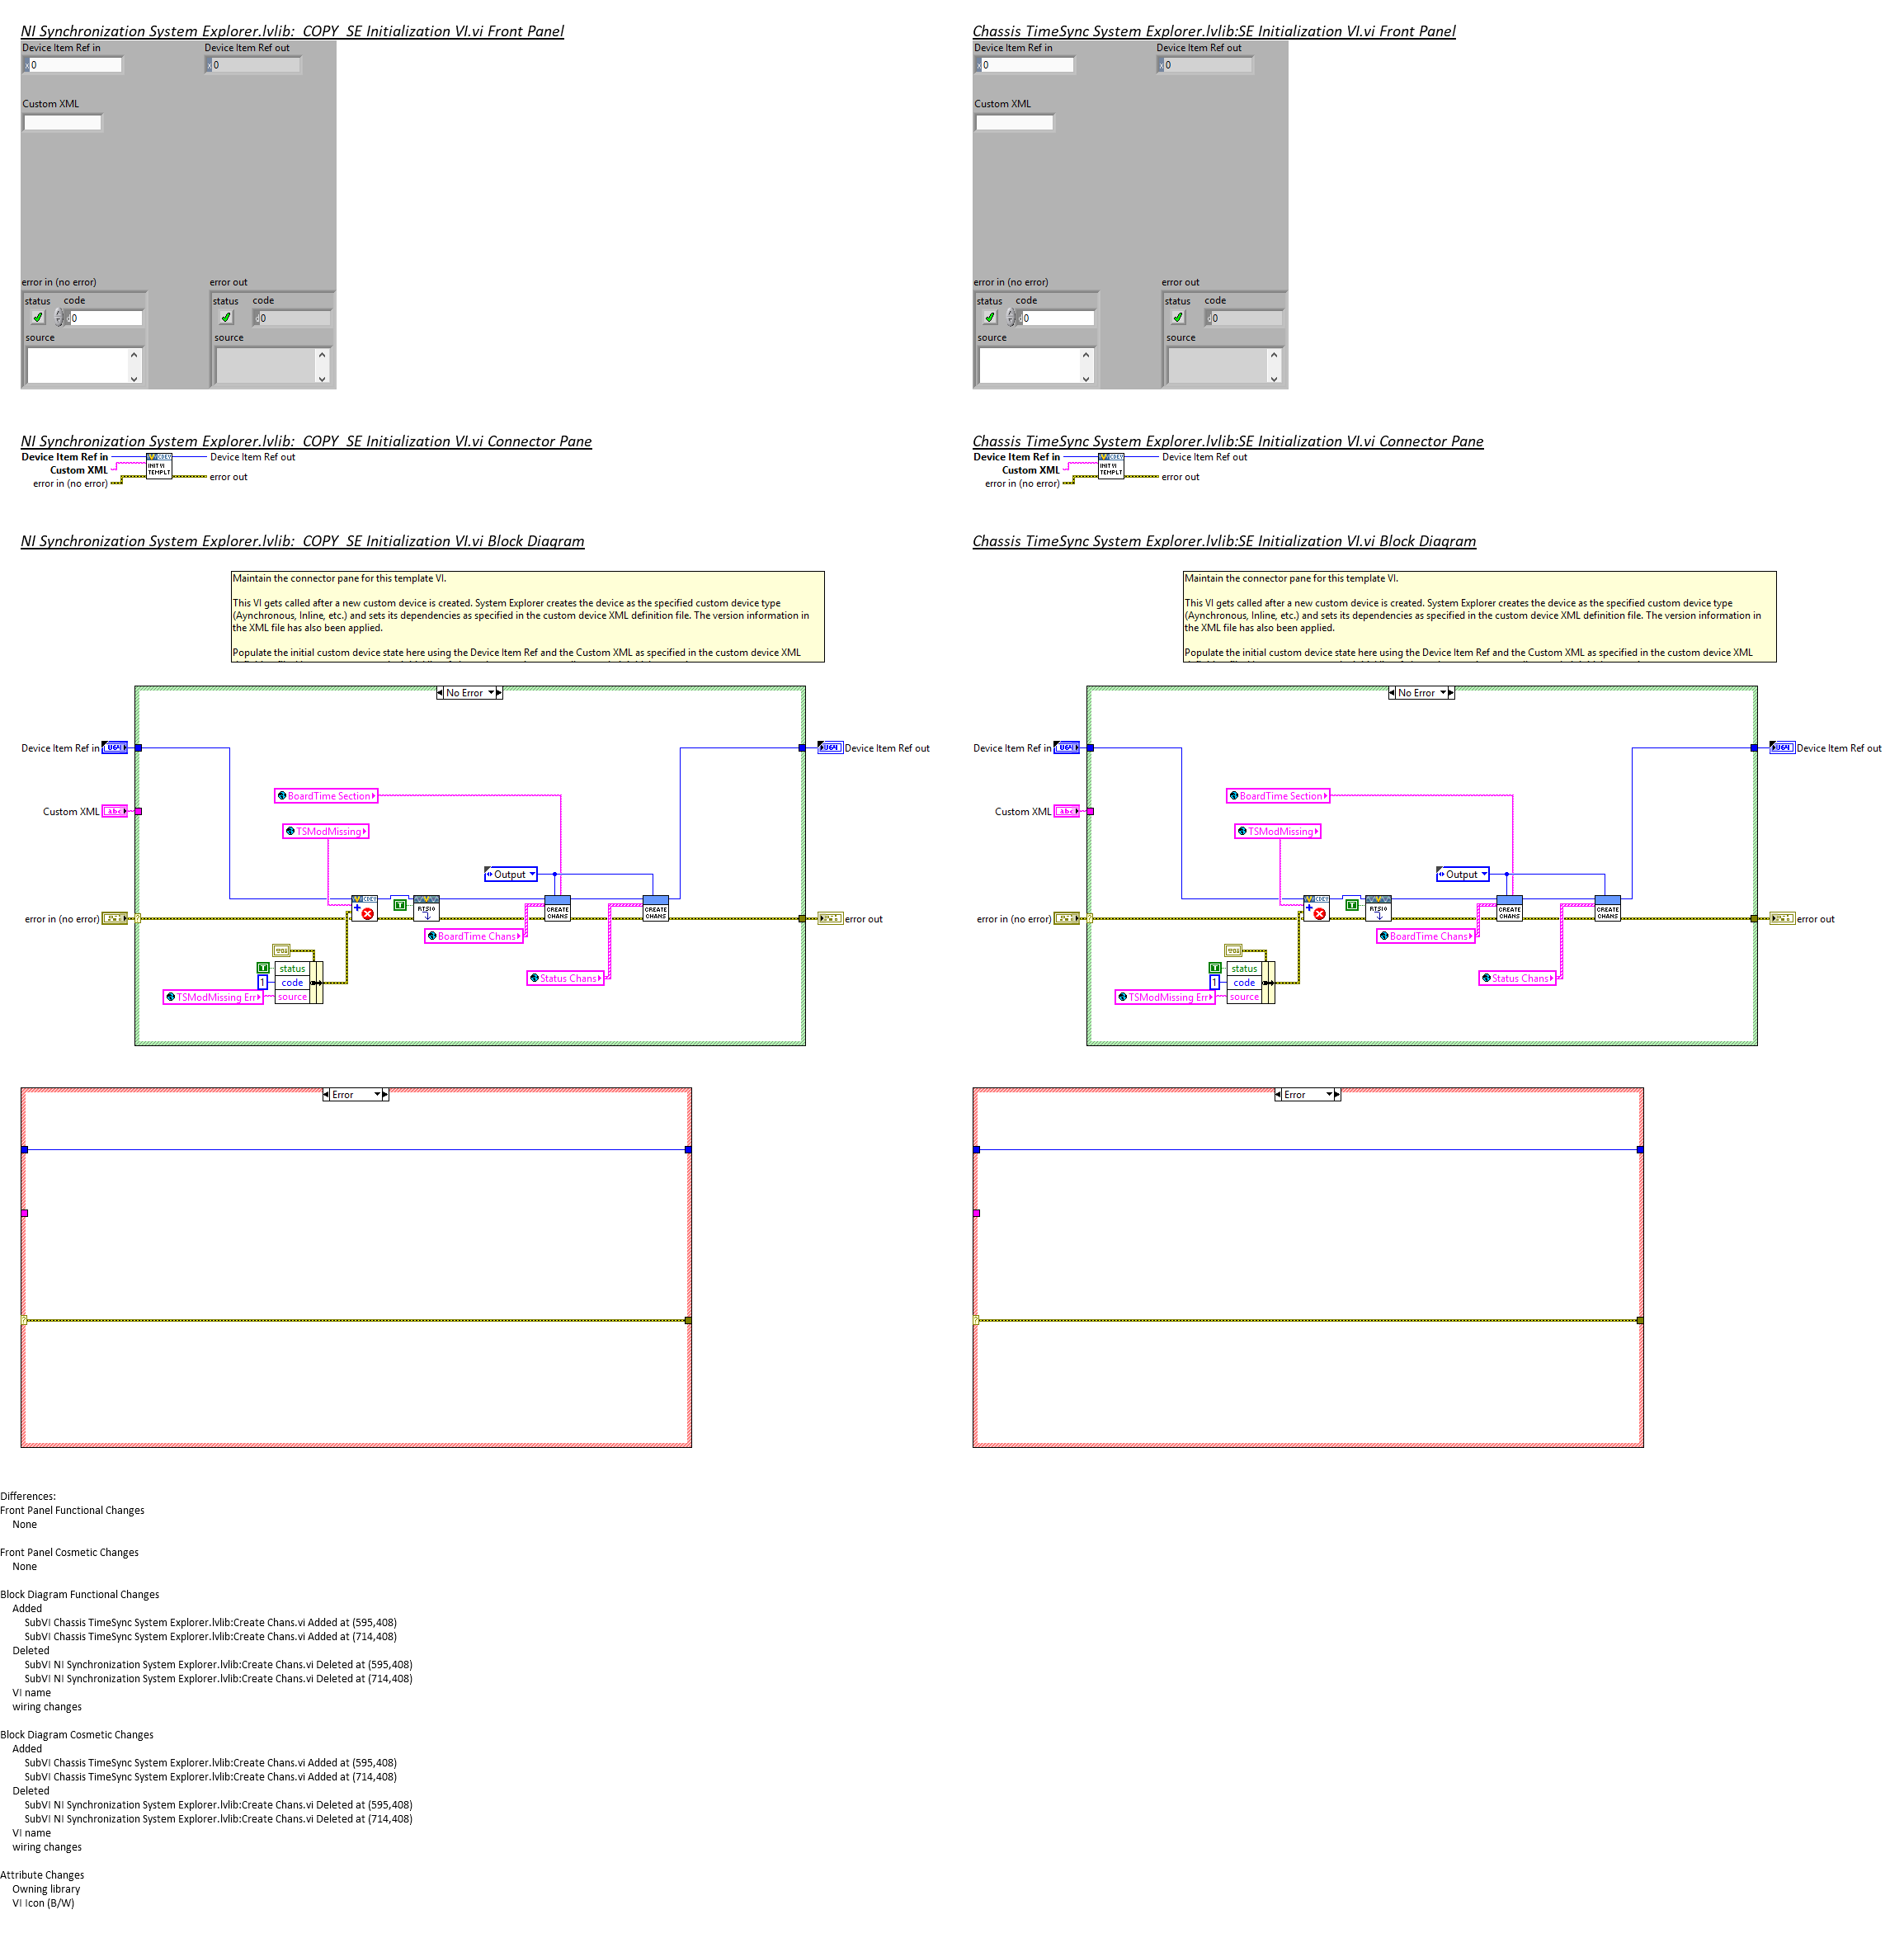 NI Synchronization System Explorer.lvlib:_COPY_SE Initialization VI.vi Front Panel
Device Item Ref in
Device Item Ref out
x 0
x 0
Custom XML
error in (no error)
error out
status
code
status
code
0
0
source
source
NI Synchronization System Explorer.lvlib:_COPY_SE Initialization VI.vi Connector Pane
Device Item Ref in
Device Item Ref out
Custom XML
error in (no error)
error out
CDEV
INIT VI
TEMPLT
NI Synchronization System Explorer.lvlib:_COPY_SE Initialization VI.vi Block Diagram
Maintain the connector pane for this template VI.
This VI gets called after a new custom device is created. System Explorer creates the device as the specified custom device type
(Aynchronous, Inline, etc.) and sets its dependencies as specified in the custom device XML definition file. The version information in
the XML file has also been applied.
Populate the initial custom device state here using the Device Item Ref and the Custom XML as specified in the custom device XML
No Error
Device Item Ref in
U64
U64
Device Item Ref out
BoardTime Section
Custom XML
abc
TSModMissing
Output
error in (no error)
CDEV
T
RTSIO
CREATE
CHANS
CREATE
CHANS
error out
BoardTime Chans
T
status
1
code
TSModMissing Err
source
Status Chans
Error
Chassis TimeSync System Explorer.lvlib:SE Initialization VI.vi Front Panel
Device Item Ref in
Device Item Ref out
x 0
x 0
Custom XML
error in (no error)
error out
status
code
status
code
0
0
source
source
Chassis TimeSync System Explorer.lvlib:SE Initialization VI.vi Connector Pane
Device Item Ref in
Device Item Ref out
Custom XML
error in (no error)
error out
CDEV
INIT VI
TEMPLT
Chassis TimeSync System Explorer.lvlib:SE Initialization VI.vi Block Diagram
Maintain the connector pane for this template VI.
This VI gets called after a new custom device is created. System Explorer creates the device as the specified custom device type
(Aynchronous, Inline, etc.) and sets its dependencies as specified in the custom device XML definition file. The version information in
the XML file has also been applied.
Populate the initial custom device state here using the Device Item Ref and the Custom XML as specified in the custom device XML
No Error
Device Item Ref in
U64
U64
Device Item Ref out
BoardTime Section
Custom XML
abc
TSModMissing
Output
error in (no error)
CDEV
T
RTSIO
CREATE
CHANS
CREATE
CHANS
error out
BoardTime Chans
T
status
1
code
TSModMissing Err
source
Status Chans
Error
Differences:
Front Panel Functional Changes
None
Front Panel Cosmetic Changes
None
Block Diagram Functional Changes
Added
SubVI Chassis TimeSync System Explorer.lvlib:Create Chans.vi Added at (595,408)
SubVI Chassis TimeSync System Explorer.lvlib:Create Chans.vi Added at (714,408)
Deleted
SubVI NI Synchronization System Explorer.lvlib:Create Chans.vi Deleted at (595,408)
SubVI NI Synchronization System Explorer.lvlib:Create Chans.vi Deleted at (714,408)
VI name
wiring changes
Block Diagram Cosmetic Changes
Added
SubVI Chassis TimeSync System Explorer.lvlib:Create Chans.vi Added at (595,408)
SubVI Chassis TimeSync System Explorer.lvlib:Create Chans.vi Added at (714,408)
Deleted
SubVI NI Synchronization System Explorer.lvlib:Create Chans.vi Deleted at (595,408)
SubVI NI Synchronization System Explorer.lvlib:Create Chans.vi Deleted at (714,408)
VI name
wiring changes
Attribute Changes
Owning library
VI Icon (B/W)